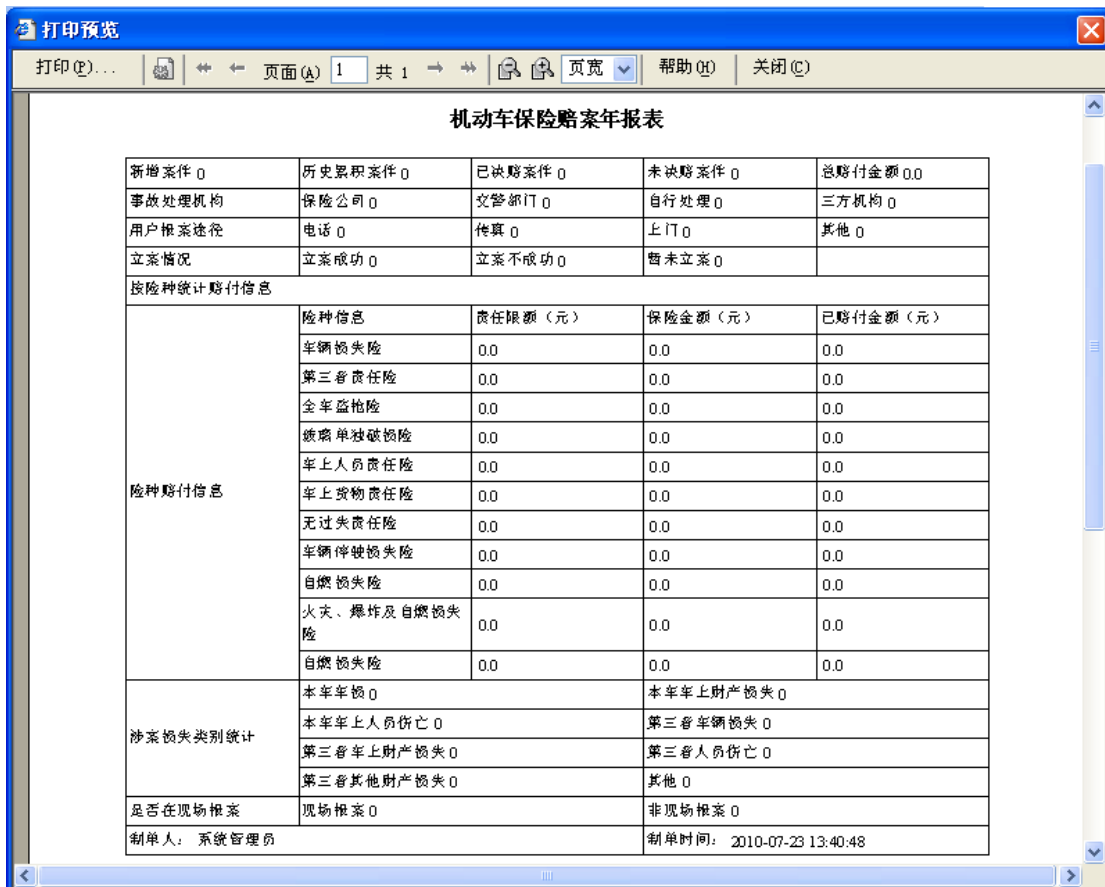 打印预览
打印(P)... 页面(A) 1 共 1 页宽 帮助(H) 关闭(C)
机动车保险赔案年报表
新增案件 0 历史累积案件 0 已决赔案件 0 未决赔案件 0 总赔付金额 0.0
事故处理机构 保险公司 0 交警部门 0 自行处理 0 三方机构 0
用户报案途径 电话 0 传真 0 上门 0 其他 0
立案情况 立案成功 0 立案不成功 0 暂未立案 0
按险种统计赔付信息
险种信息 责任限额（元） 保险金额（元） 已赔付金额（元）
车辆损失险 0.0 0.0 0.0
第三者责任险 0.0 0.0 0.0
全车盗抢险 0.0 0.0 0.0
玻璃单独破损险 0.0 0.0 0.0
车上人员责任险 0.0 0.0 0.0
险种赔付信息 车上货物责任险 0.0 0.0 0.0
无过失责任险 0.0 0.0 0.0
车辆停驶损失险 0.0 0.0 0.0
自燃损失险 0.0 0.0 0.0
火灾、爆炸及自燃损失
险 0.0 0.0 0.0
自燃损失险 0.0 0.0 0.0
本车车损 0 本车车上财产损失 0
本车车上人员伤亡 0 第三者车辆损失 0
涉案损失类别统计
第三者车上财产损失 0 第三者人员伤亡 0
第三者其他财产损失 0 其他 0
是否在现场报案 现场报案 0 非现场报案 0
制单人： 系统管理员 制单时间： 2010-07-23 13:40:48